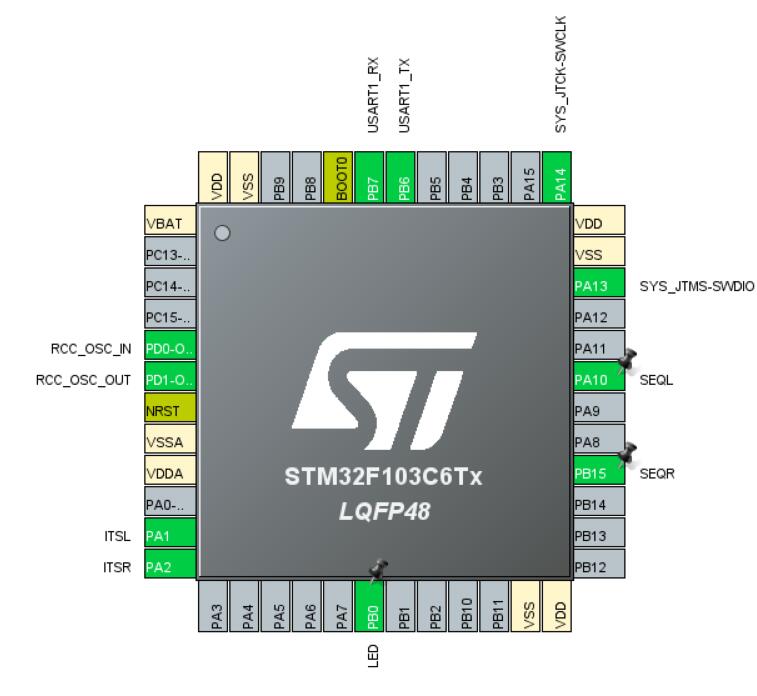 USART1_RX
USART1_TX
SYS_JTCK-SWCLK
VDD
VSS
PB9
PB8
BOOT0
PB7
PB6
PB5
PB4
PB3
PA15
PA14
VBAT
PC13-..
PC14-..
PC15-..
RCC_OSC_IN PD0-O..
RCC_OSC_OUT PD1-O..
NRST
VSSA
VDDA
PA0-..
ITSL PA1
ITSR PA2
VDD
VSS
PA13 SYS_JTMS-SWDIO
PA12
PA11
PA10 SEQL
PA9
PA8
PB15 SEQR
PB14
PB13
PB12
ST
STM32F103C6Tx
LQFP48
PA3
PA4
PA5
PA6
PA7
PB0
PB1
PB2
PB10
PB11
VSS
VDD
LED